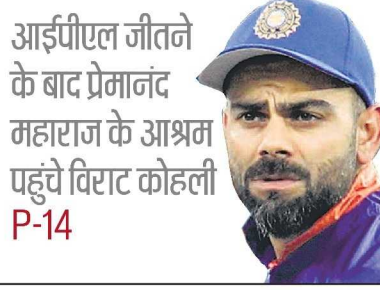 आईपीएल जीतने
के बाद प्रेमानंद
महाराज के आश्रम
पहुंचे विराट कोहली
P-14